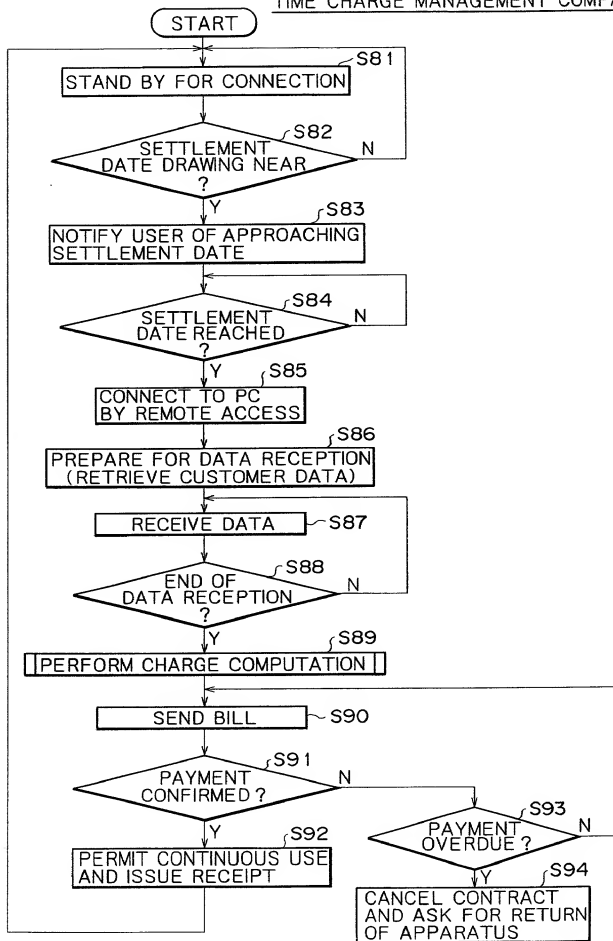 TIME CHARGE MANAGEMENT
START
S81
STAND BY FOR CONNECTION
S82
SETTLEMENT
DATE DRAWING NEAR
?
N
Y
S83
NOTIFY USER OF APPROACHING
SETTLEMENT DATE
S84
SETTLEMENT
DATE REACHED
?
N
Y
S85
CONNECT TO PC
BY REMOTE ACCESS
S86
PREPARE FOR DATA RECEPTION
(RETRIEVE CUSTOMER DATA)
RECEIVE DATA
S87
S88
END OF
DATA RECEPTION
?
N
Y
S89
PERFORM CHARGE COMPUTATION
SEND BILL
S90
S91
PAYMENT
CONFIRMED ?
N
Y
S92
PERMIT CONTINUOUS USE
AND ISSUE RECEIPT
S93
PAYMENT
OVERDUE ?
N
Y
S94
CANCEL CONTRACT
AND ASK FOR RETURN
OF APPARATUS